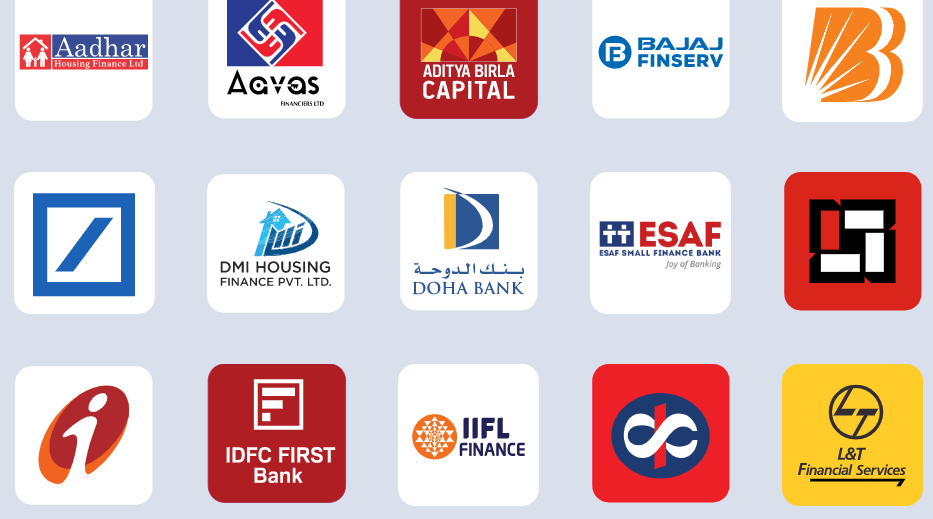 Aadhar
Housing Finance Ltd
Aavas
FINANCIERS LTD
ADITYA BIRLA
CAPITAL
B BAJAJ
FINSERV
DMI HOUSING
FINANCE PVT. LTD.
بنك الدوحة
DOHA BANK
ESAF
ESAF SMALL FINANCE BANK
Joy of Banking
i
IDFC FIRST
Bank
IIFL
FINANCE
LT
L&T
Financial Services